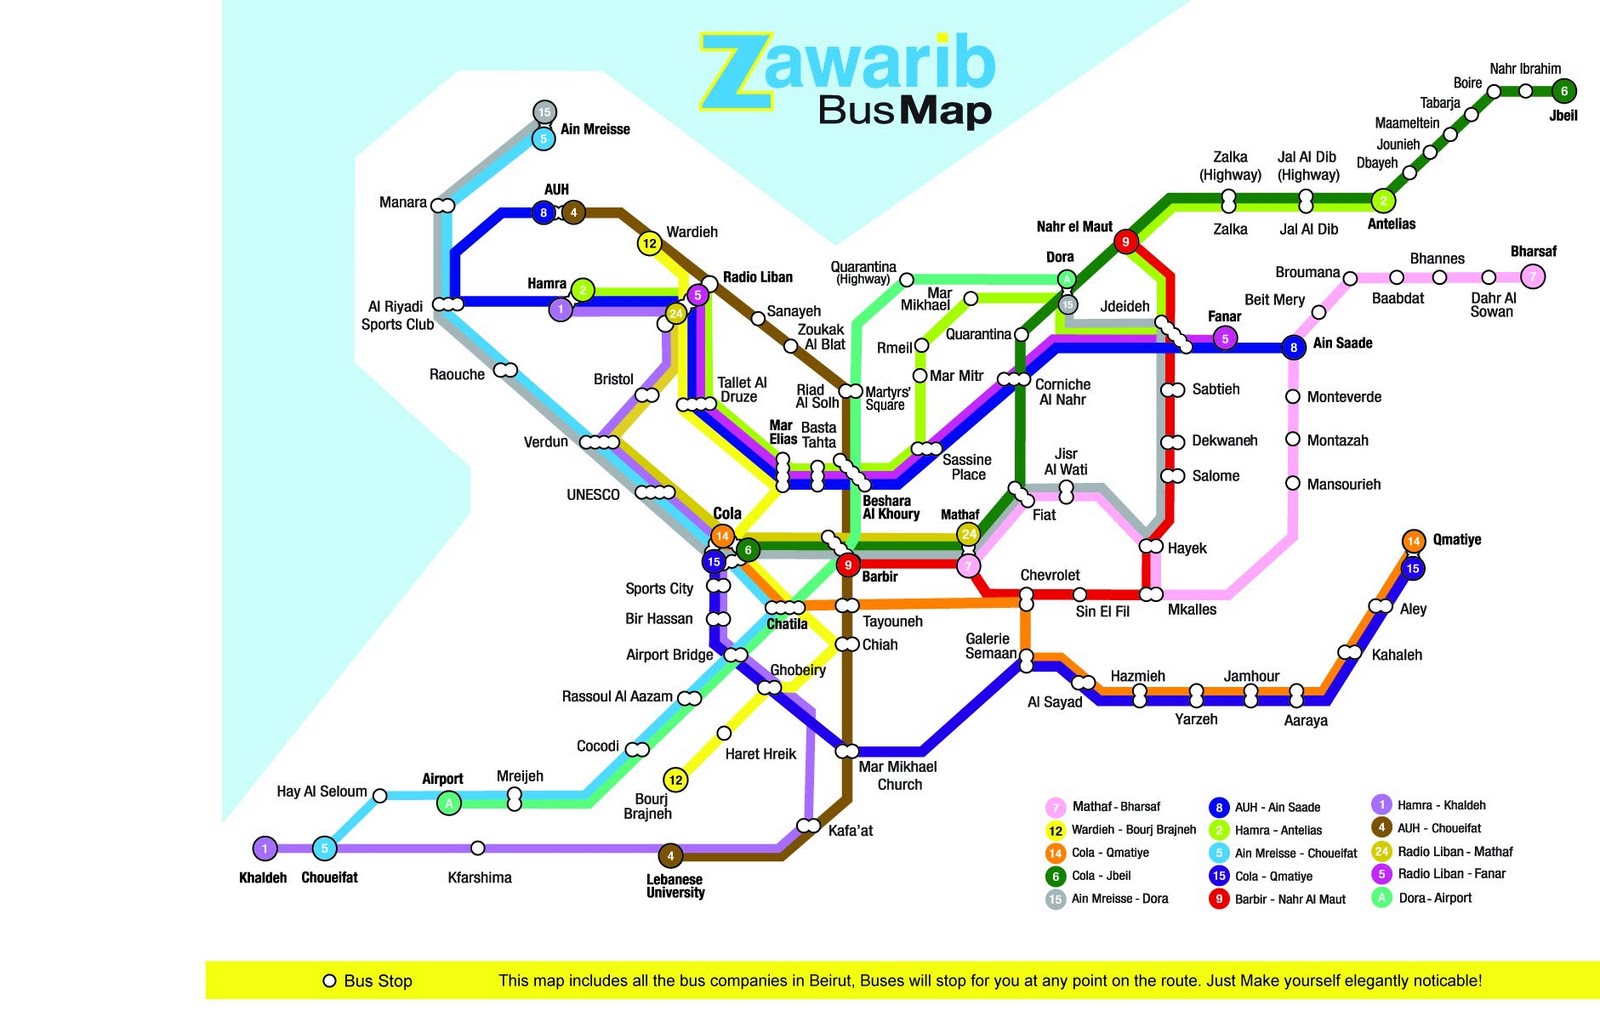 Zawarib
BusMap
15
Ain Mreisse
5
Manara
AUH
8
4
12
Wardieh
Hamra
2
1
Radio Liban
5
24
Al Riyadi
Sports Club
Sanayeh
Zoukak
Al Blat
Raouche
Bristol
Tallet Al
Druze
Riad
Al Solh
Martyrs'
Square
Verdun
Mar
Elias
Basta
Tahta
UNESCO
Beshara
Al Khoury
Quarantina
(Highway)
Mar
Mikhael
Rmeil
Mar Mitr
Quarantina
Dora
A
15
Nahr el Maut
9
Jdeideh
Fanar
5
Corniche
Al Nahr
Sassine
Place
Zalka
(Highway)
Jal Al Dib
(Highway)
Zalka
Jal Al Dib
2
Antelias
Dbayeh
Jounieh
Maameltein
Tabarja
Boire
Nahr Ibrahim
6
Jbeil
Bharsaf
7
Broumana
Bhannes
Baabdat
Dahr Al
Sowan
Beit Mery
8
Ain Saade
Sabtieh
Monteverde
Dekwaneh
Montazah
Salome
Mansourieh
Jisr
Al Wati
Fiat
Mathaf
24
7
Hayek
Cola
14
6
15
9
Barbir
Sports City
Bir Hassan
Chatila
Tayouneh
Chevrolet
Sin El Fil
Mkalles
14
Qmatiye
15
Aley
Airport Bridge
Chiah
Galerie
Semaan
Kahaleh
Ghobeiry
Rassoul Al Aazam
Al Sayad
Hazmieh
Jamhour
Yarzeh
Aaraya
Cocodi
Haret Hreik
Mar Mikhael
Church
Airport
A
Mreijeh
Hay Al Seloum
12
Bourj
Brajneh
Kafa'at
1
Khaldeh
5
Choueifat
Kfarshima
4
Lebanese
University
7 Mathaf - Bharsaf
12 Wardieh - Bourj Brajneh
14 Cola - Qmatiye
6 Cola - Jbeil
15 Ain Mreisse - Dora
8 AUH - Ain Saade
2 Hamra - Antelias
5 Ain Mreisse - Choueifat
15 Cola - Qmatiye
9 Barbir - Nahr Al Maut
1 Hamra - Khaldeh
4 AUH - Choueifat
24 Radio Liban - Mathaf
5 Radio Liban - Fanar
A Dora - Airport
Bus Stop
This map includes all the bus companies in Beirut, Buses will stop for you at any point on the route. Just Make yourself elegantly noticable!